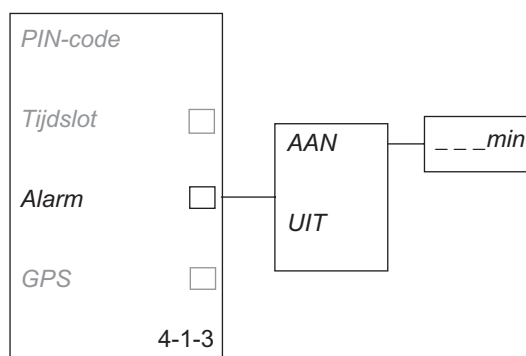 PIN-code
Tijdslot
Alarm
GPS
4-1-3
AAN
UIT
_ _ _min